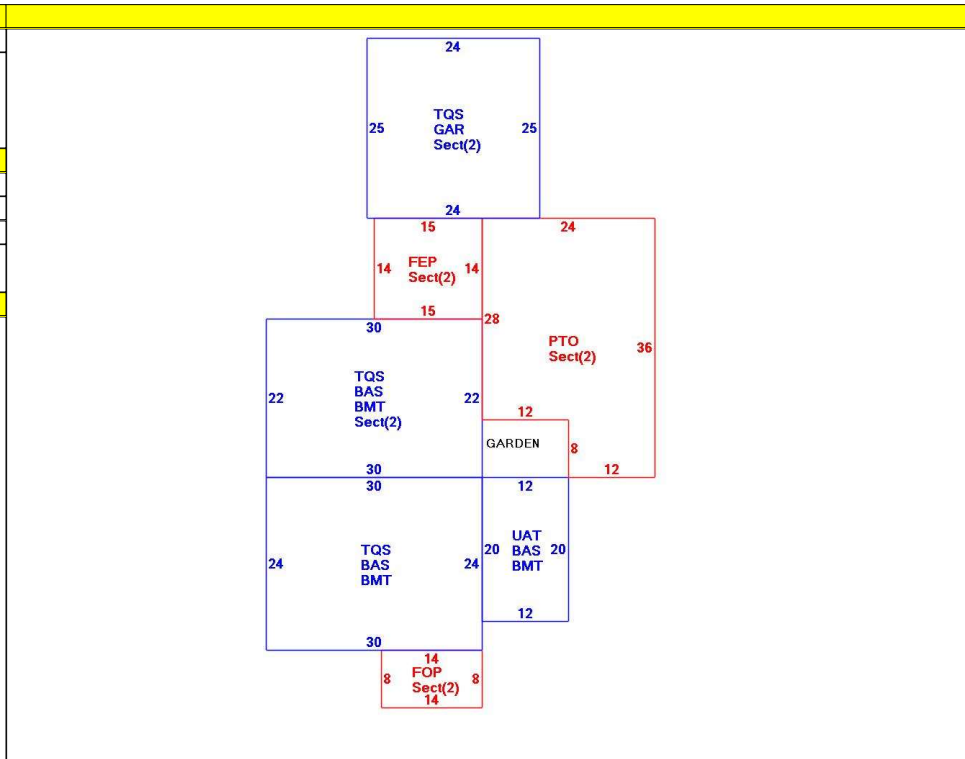 24
TQS
25 GAR 25
Sect(2)
24
15 24
14 FEP 14
Sect(2)
15
28
30
PTO 36
Sect(2)
TQS
22 BAS 22
BMT
Sect(2)
12
GARDEN 8
30 12
30 12
UAT
TQS 20 BAS 20
24 BAS 24 BMT
BMT
12
30
14
8 FOP 8
Sect(2)
14